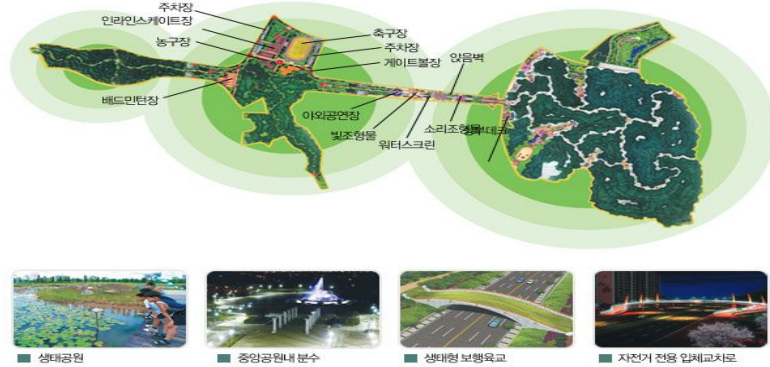 주차장
인라인스케이트장
농구장
축구장
주차장
게이트볼장
앉음벽
배드민턴장
야외공연장
빛조형물
워터스크린
소리조형물
생태공원
중앙공원내 분수
생태형 보행육교
자전거 전용 입체교차로